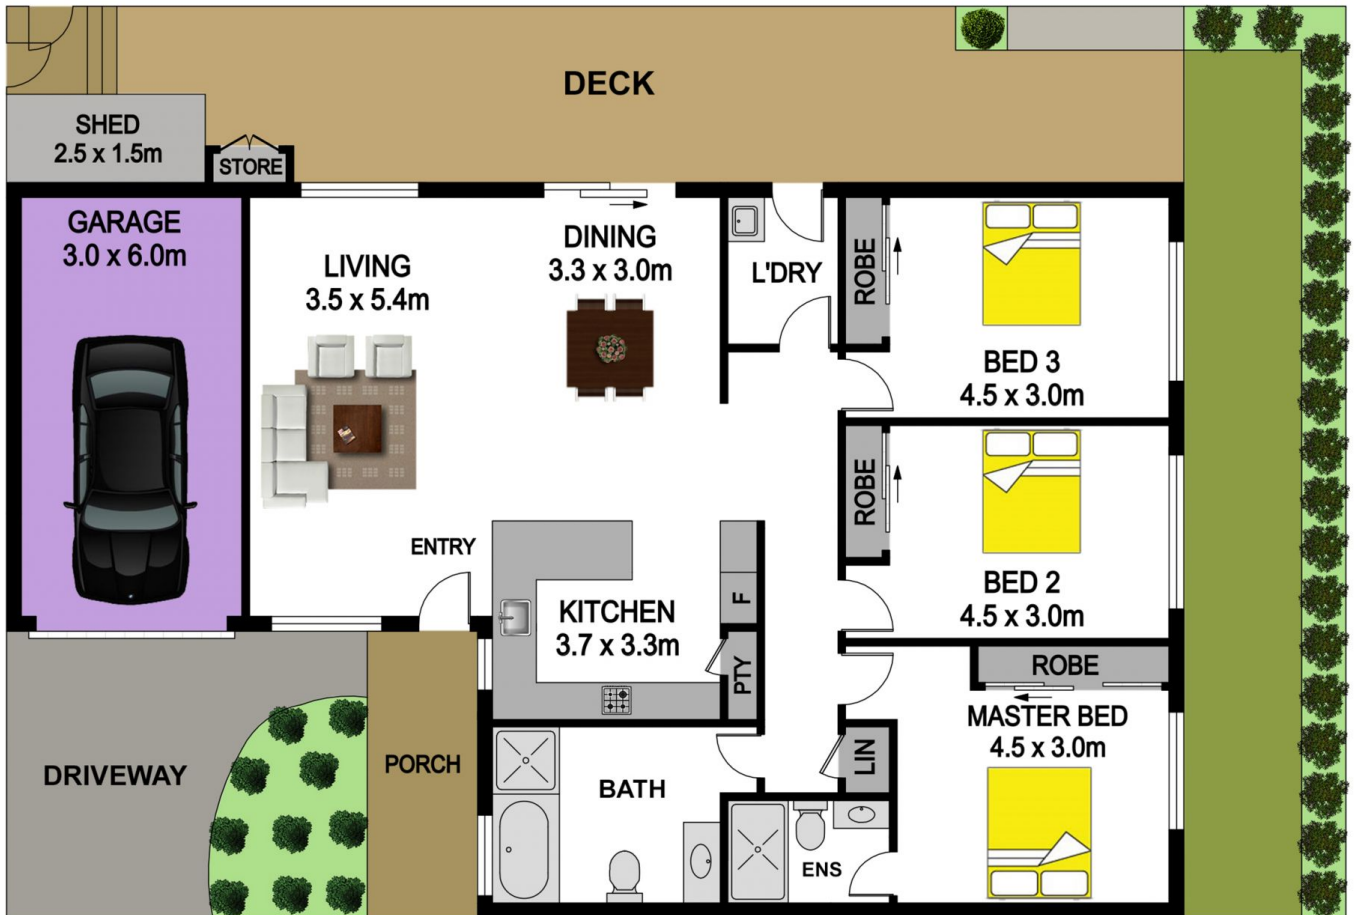 DECK
SHED
2.5 x 1.5m
STORE
GARAGE
3.0 x 6.0m
LIVING
3.5 x 5.4m
DINING
3.3 x 3.0m
L'DRY
ROBE
BED 3
4.5 x 3.0m
ROBE
BED 2
4.5 x 3.0m
ENTRY
KITCHEN
3.7 x 3.3m
F
PTY
ROBE
MASTER BED
4.5 x 3.0m
LIN
DRIVEWAY
PORCH
BATH
ENS